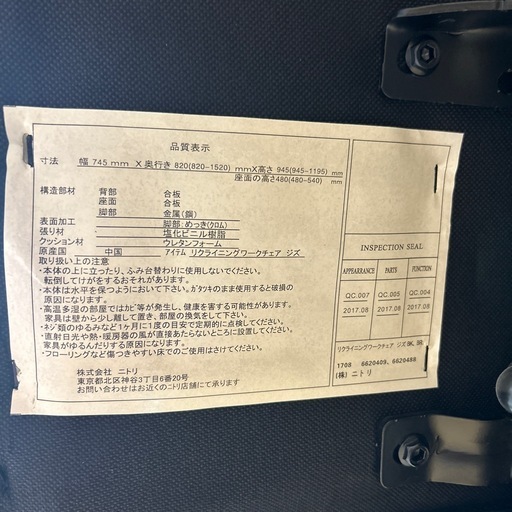 品質表示
寸法 幅 745 mm X 奥行き 820(820-1520) mmX高さ 945(945-1195) mm
座面の高さ480(480-540) mm
構造部材 背部 合板
座面 合板
脚部 金属(鋼)
表面加工 脚部:めっき(クロム)
張り材 塩化ビニル樹脂
クッション材 ウレタンフォーム
原産国 中国 アイテム リクライニングワークチェア ジズ
取り扱い上の注意
・本体の上に立ったり、ふみ台替わりに使用しないでください。
転倒してけがをするおそれがあります。
・本体は水平を保つようにおいて下さい。ガタツキのまま使用すると破損の
原因になります。
・高温多湿の部屋ではカビ等が発生し、健康を害する可能性があります。
家具は壁から少し離して置き、部屋の換気をして下さい。
・ネジ類のゆるみなど1ヶ月に1度の目安で定期的に点検して下さい。
・直射日光や熱・暖房器の風が直接あたらないところに設置してください。
家具がゆるんだりする原因になります。
・フローリングなど傷つきやすい床でのご使用はさけてください。
株式会社 ニトリ
東京都北区神谷3丁目6番20号
お問い合わせはお近くのニトリ店舗にて承ります
INSPECTION SEAL
APPEARRANCE PARTS FUNCTION
QC.007 QC.005 QC.004
2017.08 2017.08 2017.08
リクライニングワークチェア ジズ BK、BR
1708 6620409、6620488
(株) ニトリ